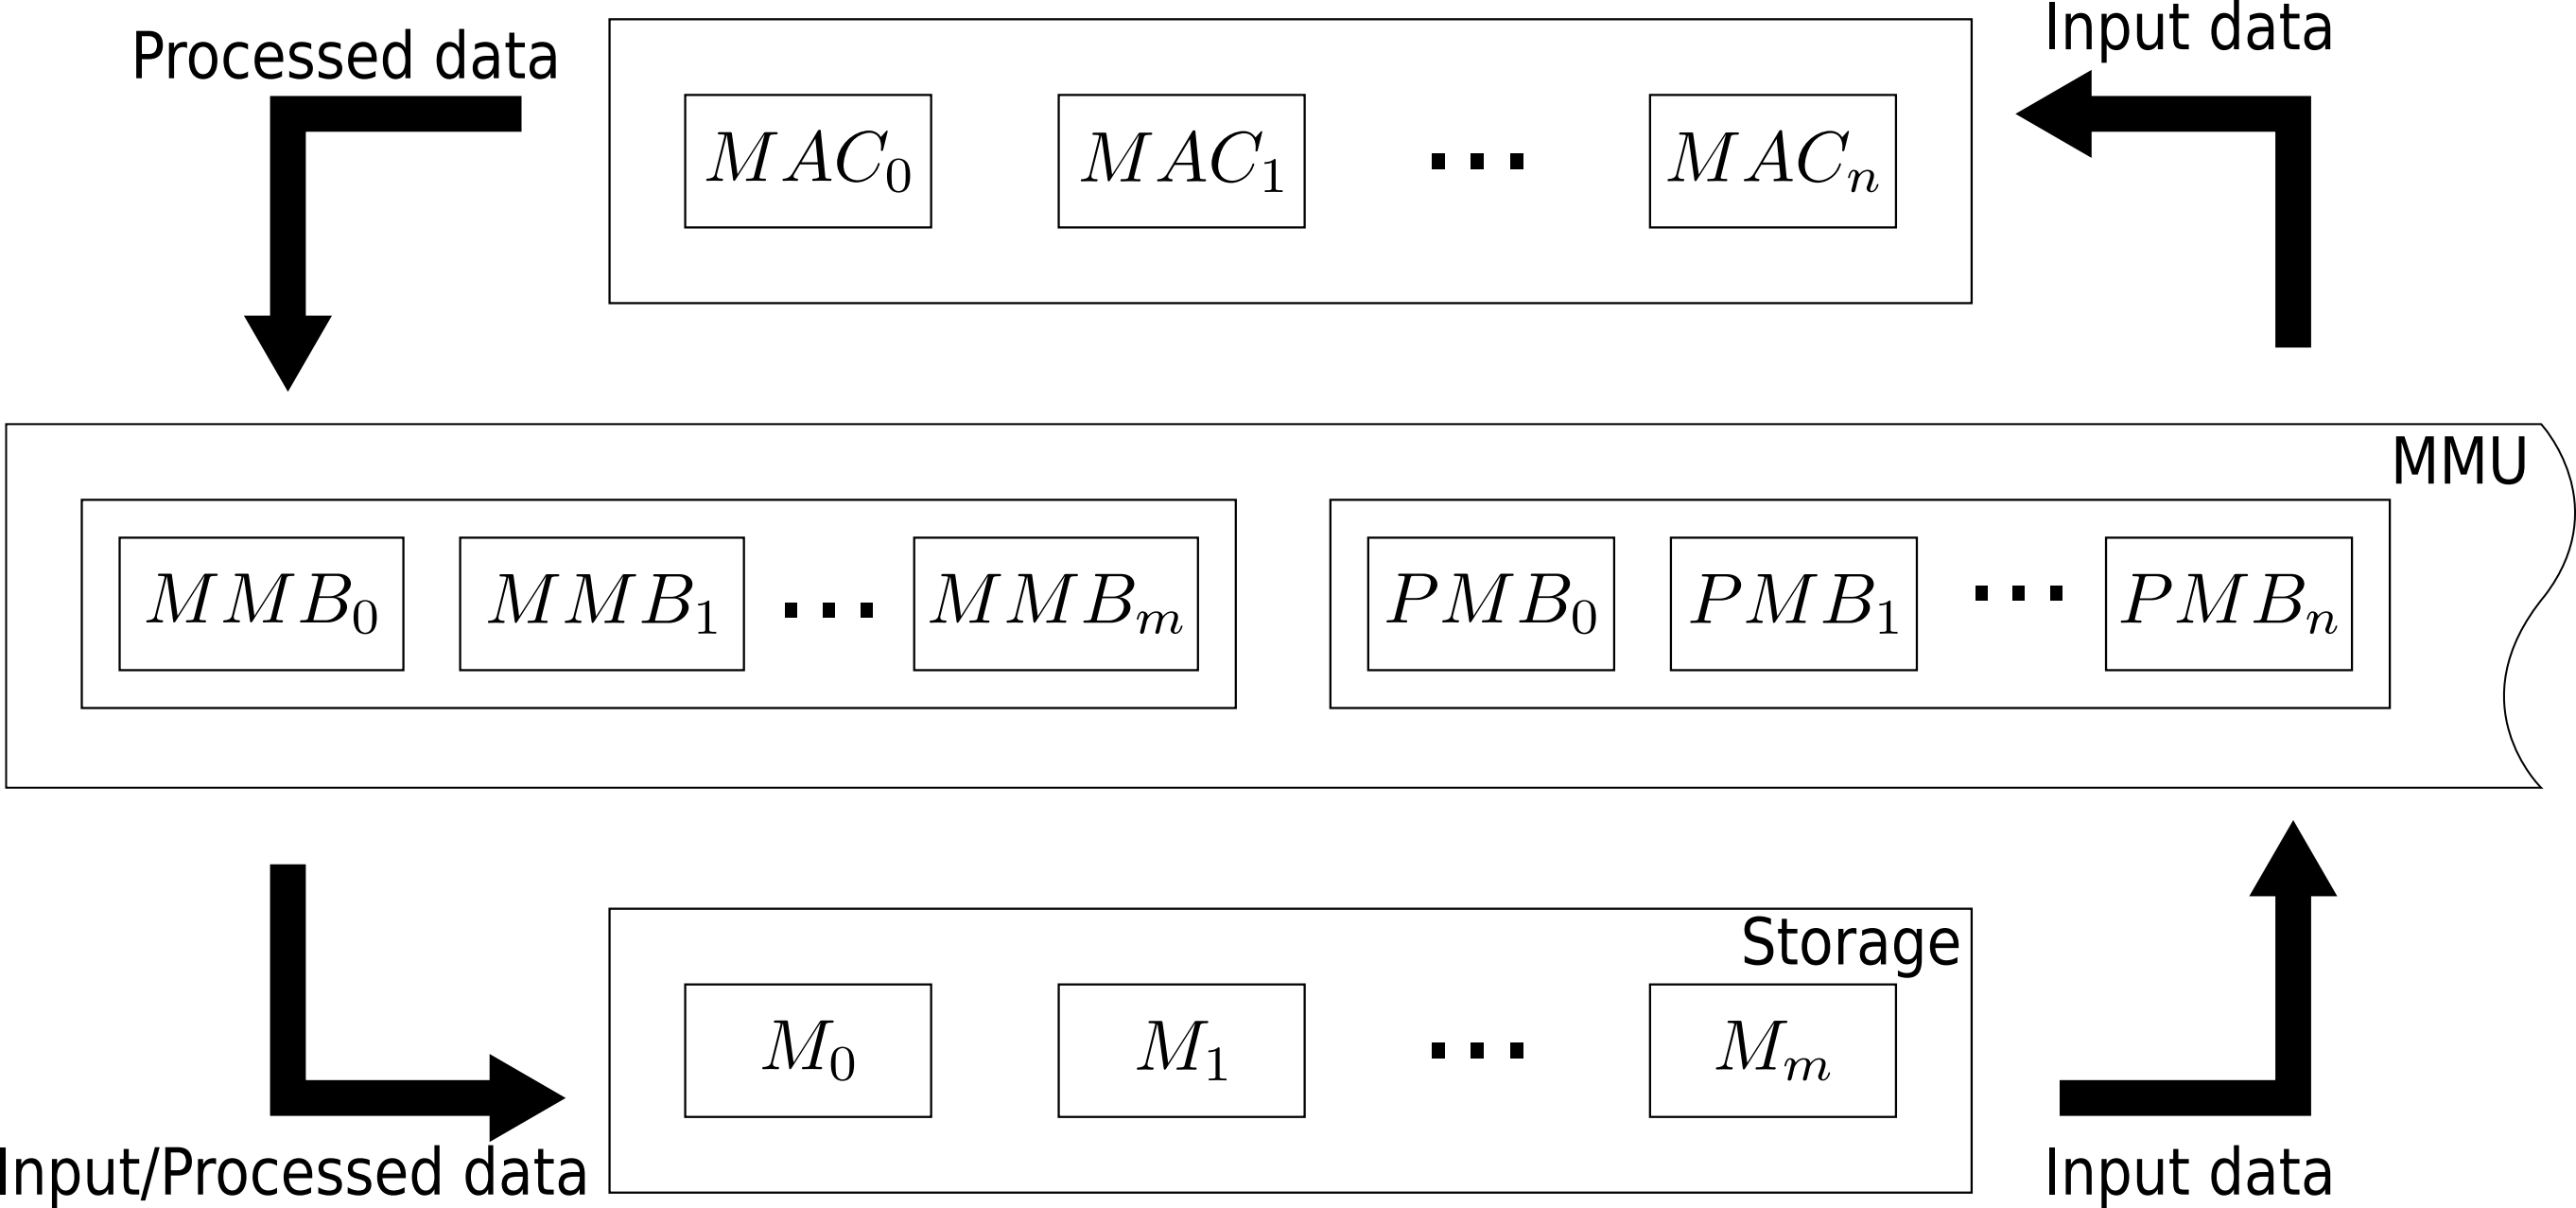 Processed data
Input data
MAC₀ MAC₁ ... MACₙ
MMU
MMB₀ MMB₁ ... MMBₘ PMB₀ PMB₁ ... PMBₙ
Storage
M₀ M₁ ... Mₘ
Input/Processed data
Input data